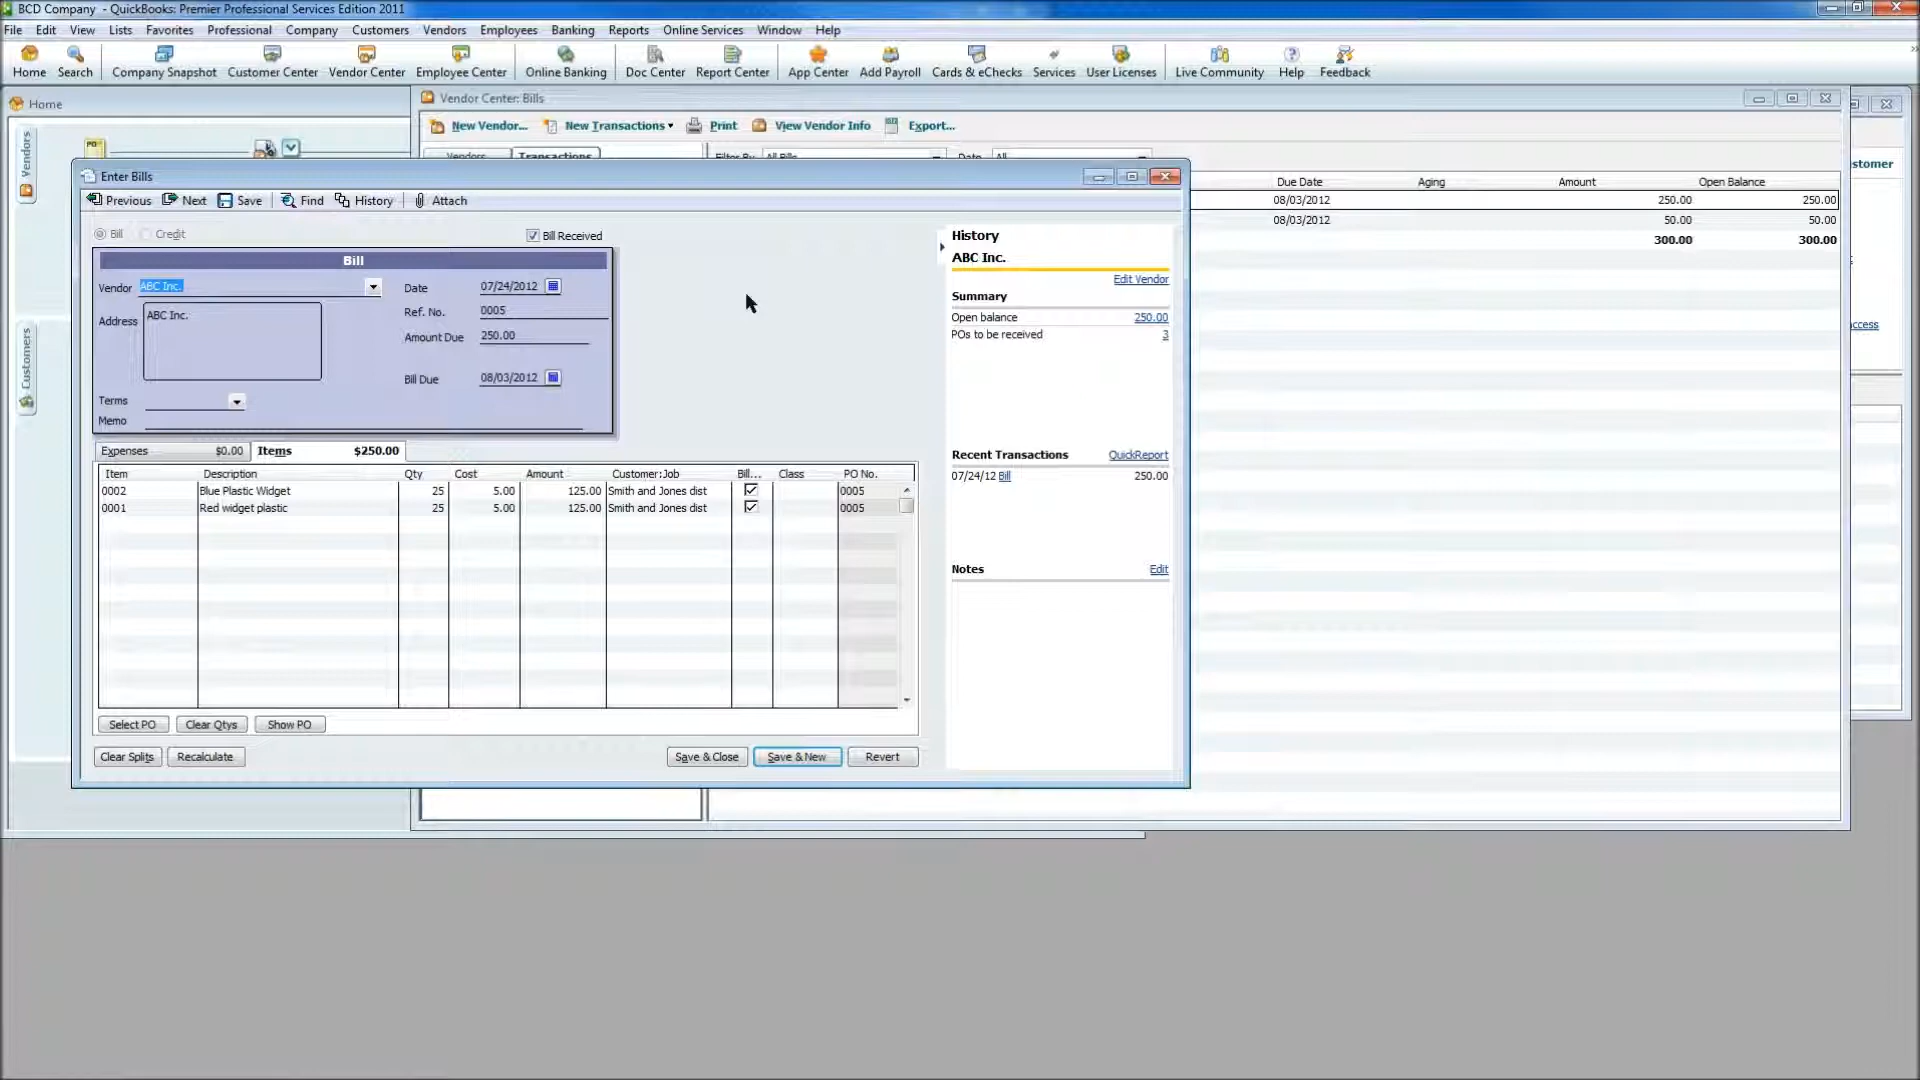 BCD Company - QuickBooks: Premier Professional Services Edition 2011
File Edit View Lists Favorites Professional Company Customers Vendors Employees Banking Reports Online Services Window Help
Home Search Company Snapshot Customer Center Vendor Center Employee Center Online Banking Doc Center Report Center App Center Add Payroll Cards & eChecks Services User Licenses Live Community Help Feedback
Home
Vendor Center: Bills
New Vendor... New Transactions Print View Vendor Info Export...
Vendors Transactions Filter By All Bills Date All
Vendors
Customers
stomer
ccess
Due Date Aging Amount Open Balance
08/03/2012 250.00 250.00
08/03/2012 50.00 50.00
300.00 300.00
Enter Bills
Previous Next Save Find History Attach
Bill Credit Bill Received
Bill
Vendor ABC Inc. Date 07/24/2012
Address ABC Inc. Ref. No. 0005
Amount Due 250.00
Bill Due 08/03/2012
Terms
Memo
Expenses $0.00 Items $250.00
Item Description Qty Cost Amount Customer:Job Bill... Class PO No.
0002 Blue Plastic Widget 25 5.00 125.00 Smith and Jones dist 0005
0001 Red widget plastic 25 5.00 125.00 Smith and Jones dist 0005
Select PO Clear Qtys Show PO
Clear Splits Recalculate Save & Close Save & New Revert
History
ABC Inc.
Edit Vendor
Summary
Open balance 250.00
POs to be received 3
Recent Transactions QuickReport
07/24/12 Bill 250.00
Notes Edit